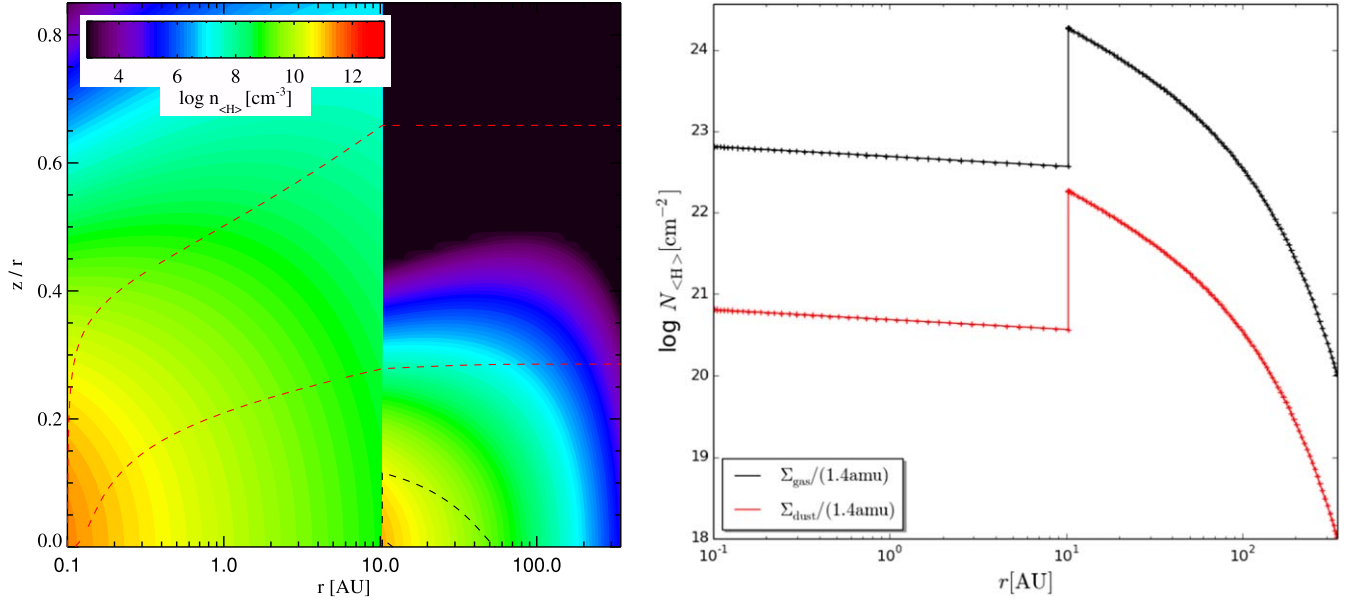 0.8
0.6
0.4
0.2
0.0
z / r
4 6 8 10 12
log n<H> [cm-3]
0.1 1.0 10.0 100.0
r [AU]
24
23
22
21
20
19
18
log N<H> [cm−2]
Σgas/(1.4amu)
Σdust/(1.4amu)
10-1 100 101 102
r[AU]